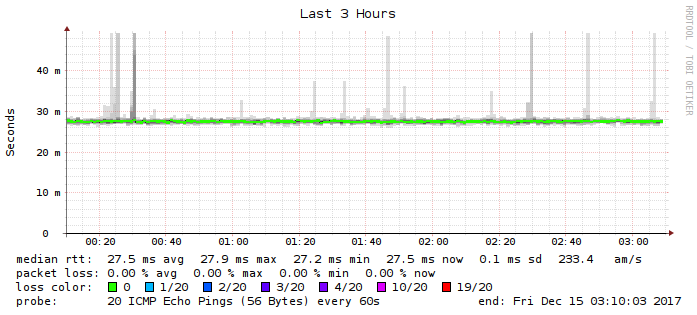 Last 3 Hours
RRDTOOL / TOBI OETIKER
Seconds
40 m
30 m
20 m
10 m
0
00:20 00:40 01:00 01:20 01:40 02:00 02:20 02:40 03:00
median rtt: 27.5 ms avg 27.9 ms max 27.2 ms min 27.5 ms now 0.1 ms sd 233.4 am/s
packet loss: 0.00 % avg 0.00 % max 0.00 % min 0.00 % now
loss color: 0 1/20 2/20 3/20 4/20 10/20 19/20
probe: 20 ICMP Echo Pings (56 Bytes) every 60s end: Fri Dec 15 03:10:03 2017